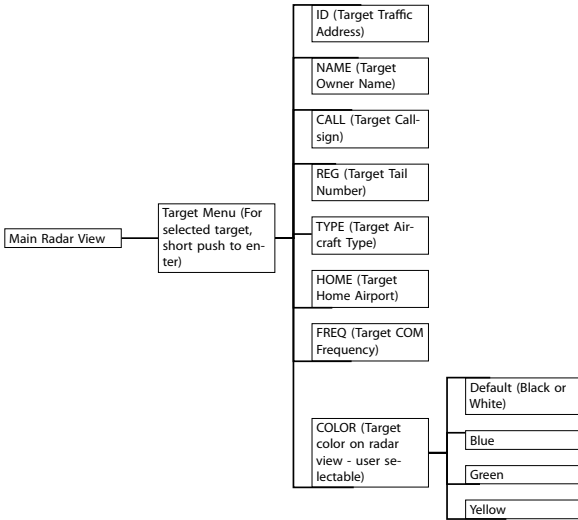 Main Radar View
Target Menu (For
selected target,
short push to en-
ter)
ID (Target Traffic
Address)
NAME (Target
Owner Name)
CALL (Target Call-
sign)
REG (Target Tail
Number)
TYPE (Target Air-
craft Type)
HOME (Target
Home Airport)
FREQ (Target COM
Frequency)
COLOR (Target
color on radar
view - user se-
lectable)
Default (Black or
White)
Blue
Green
Yellow